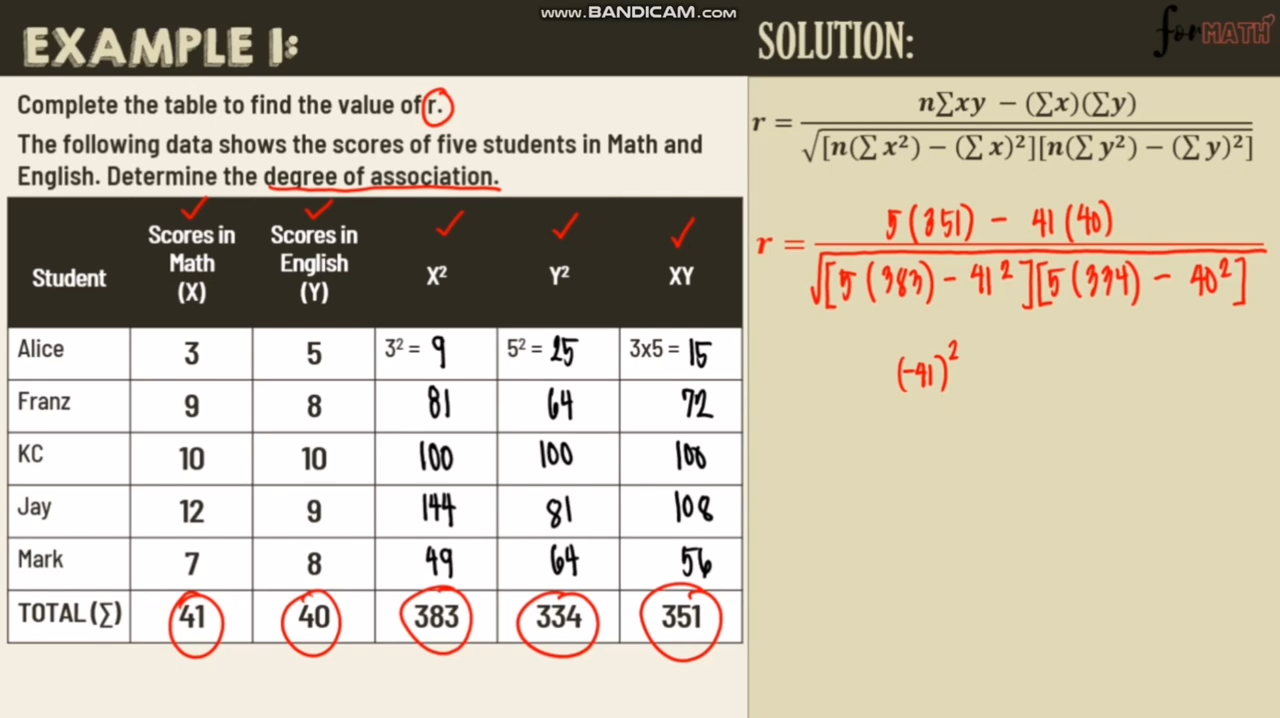 www.BANDICAM.com
EXAMPLE 1:
Complete the table to find the value of r.
The following data shows the scores of five students in Math and
English. Determine the degree of association.
Student | Scores in Math (X) | Scores in English (Y) | X² | Y² | XY
Alice | 3 | 5 | 3² = 9 | 5² = 25 | 3x5 = 15
Franz | 9 | 8 | 81 | 64 | 72
KC | 10 | 10 | 100 | 100 | 100
Jay | 12 | 9 | 144 | 81 | 108
Mark | 7 | 8 | 49 | 64 | 56
TOTAL (∑) | 41 | 40 | 383 | 334 | 351
SOLUTION:
forMATH
r = n∑xy − (∑x)(∑y) / √[n(∑x²) − (∑x)²][n(∑y²) − (∑y)²]
r = 5(351) − 41(40) / √[5(383) − 41²][5(334) − 40²]
(-41)²